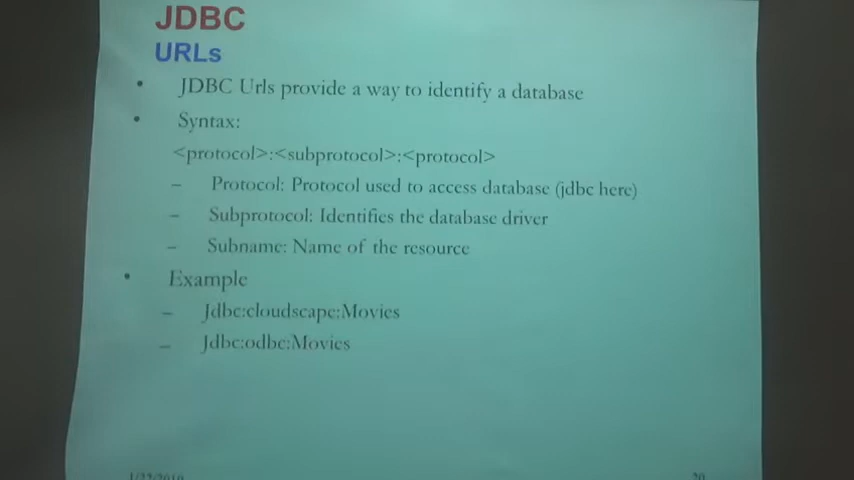 JDBC
URLs
• JDBC Urls provide a way to identify a database
• Syntax:
<protocol>:<subprotocol>:<protocol>
– Protocol: Protocol used to access database (jdbc here)
– Subprotocol: Identifies the database driver
– Subname: Name of the resource
• Example
– Jdbc:cloudscape:Movies
– Jdbc:odbc:Movies